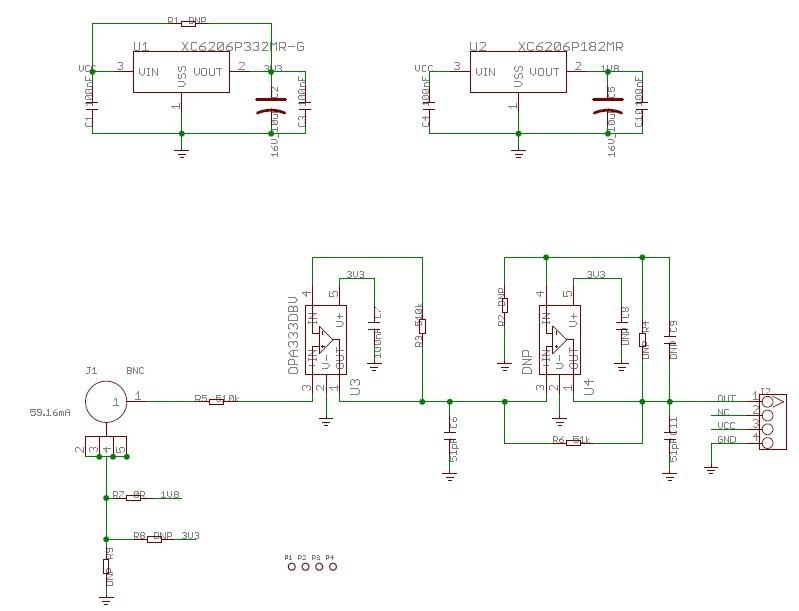 R1 DNP
U1
XC6206P332MR-G
VCC
3
VIN
VSS
VOUT
2
3V3
1
C1 100nF
16V 10u C2
C3 100nF
U2
XC6206P182MR
VCC
3
VIN
VSS
VOUT
2
1V8
1
C4 100nF
16V 10u C5
C10 100nF
3V3
4
5
-IN
V+
OPA333DBV
+IN
V-
OUT
3
2
1
U3
C7
100nF
R3 510k
3V3
R2 DNP
4
5
-IN
V+
DNP
+IN
V-
OUT
3
2
1
U4
DNP C8
DNP R4
DNP C9
J1
BNC
1
1
59.16mA
2
3
4
5
R5 510k
C6
51pF
R6 51k
51pF C11
J2
OUT 1
NC 2
VCC 3
GND 4
R7 0R 1V8
R8 DNP 3V3
DNP R9
P1 P2 P3 P4